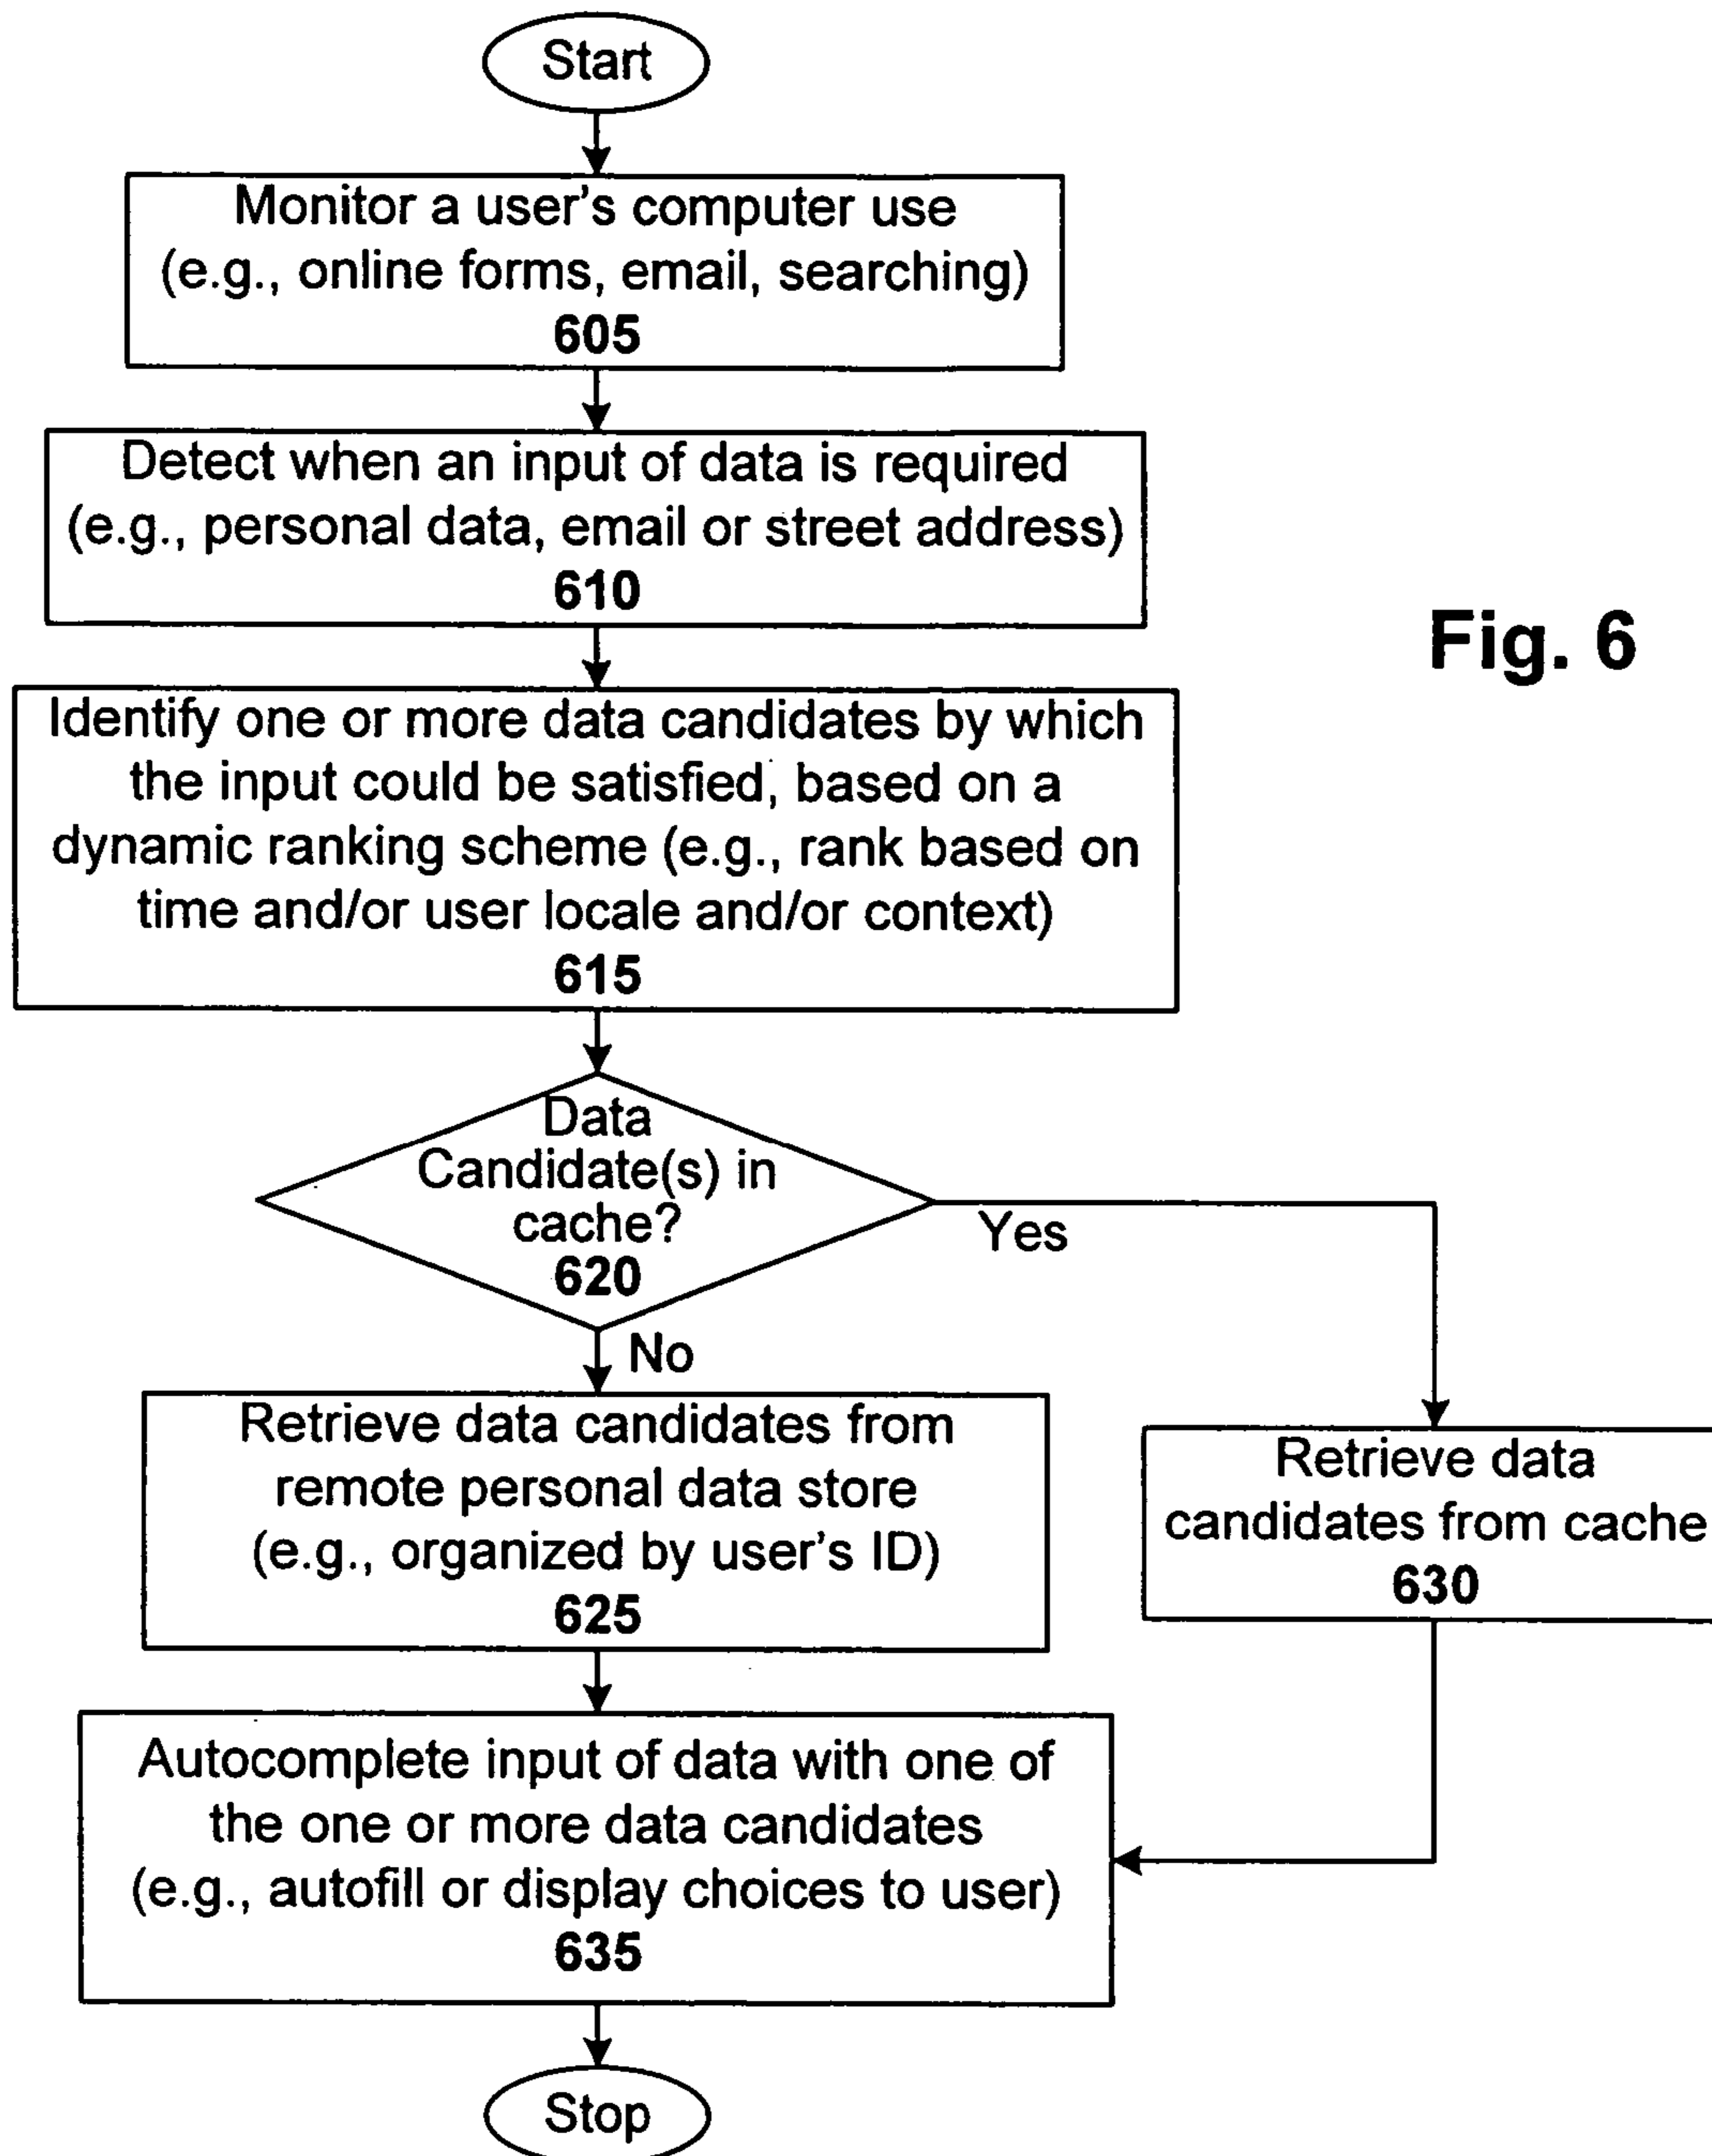 Start
Monitor a user's computer use
(e.g., online forms, email, searching)
605
Detect when an input of data is required
(e.g., personal data, email or street address)
610
Fig. 6
Identify one or more data candidates by which
the input could be satisfied, based on a
dynamic ranking scheme (e.g., rank based on
time and/or user locale and/or context)
615
Data
Candidate(s) in
cache?
620
Yes
No
Retrieve data candidates from
remote personal data store
(e.g., organized by user's ID)
625
Retrieve data
candidates from cache
630
Autocomplete input of data with one of
the one or more data candidates
(e.g., autofill or display choices to user)
635
Stop